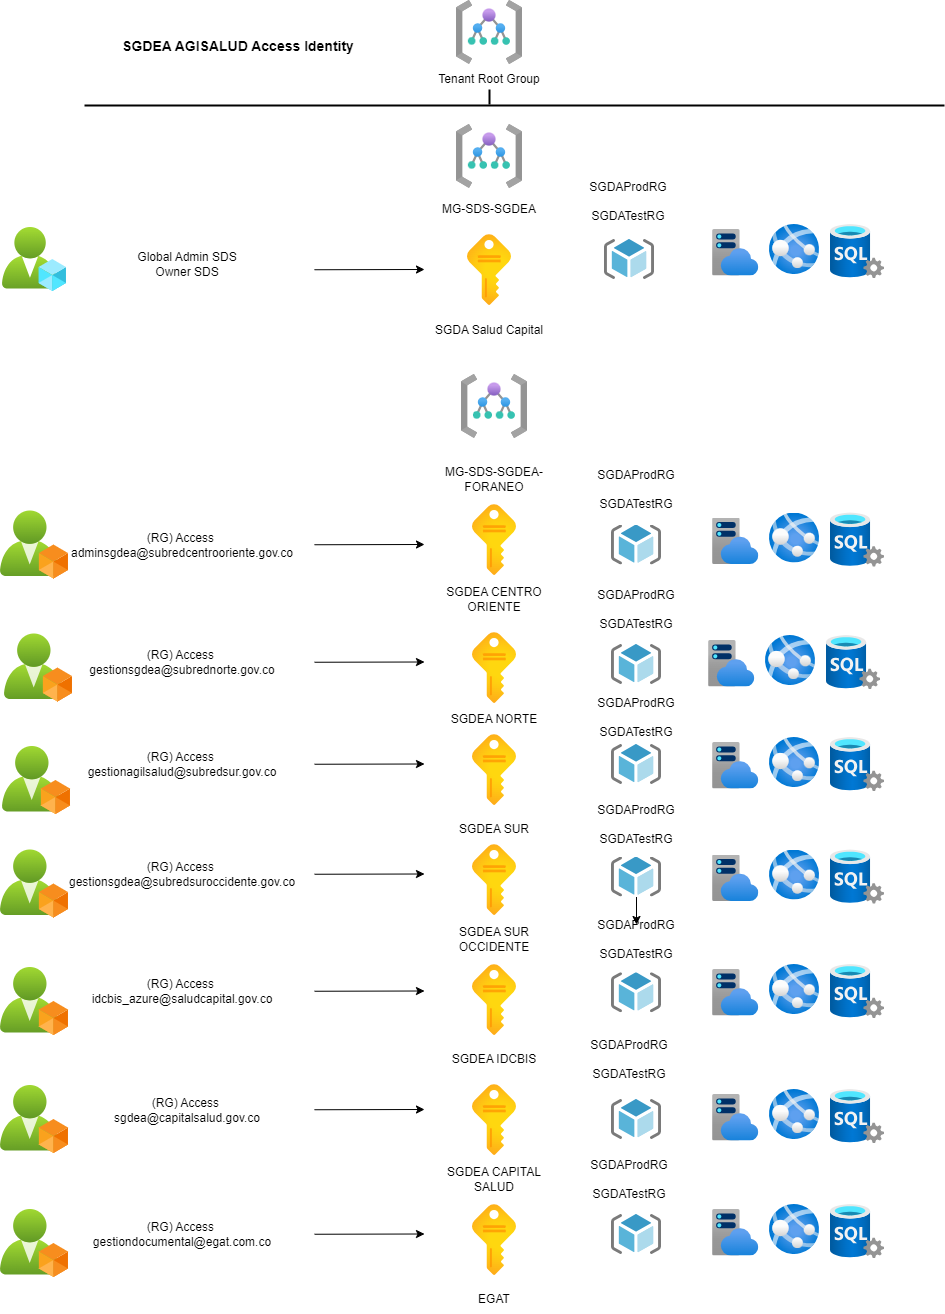 SGDEA AGISALUD Access Identity
Tenant Root Group
MG-SDS-SGDEA
SGDAProdRG
SGDATestRG
Global Admin SDS
Owner SDS
SQL
SGDA Salud Capital
MG-SDS-SGDEA-
FORANEO
SGDAProdRG
SGDATestRG
(RG) Access
adminsgdea@subredcentrooriente.gov.co
SQL
SGDEA CENTRO
ORIENTE
SGDAProdRG
SGDATestRG
(RG) Access
gestionsgdea@subrednorte.gov.co
SQL
SGDEA NORTE
SGDAProdRG
SGDATestRG
(RG) Access
gestionagilsalud@subredsur.gov.co
SQL
SGDEA SUR
SGDAProdRG
SGDATestRG
(RG) Access
gestionsgdea@subredsuroccidente.gov.co
SQL
SGDEA SUR
OCCIDENTE
SGDAProdRG
SGDATestRG
(RG) Access
idcbis_azure@saludcapital.gov.co
SQL
SGDEA IDCBIS
SGDAProdRG
SGDATestRG
(RG) Access
sgdea@capitalsalud.gov.co
SQL
SGDEA CAPITAL
SALUD
SGDAProdRG
SGDATestRG
(RG) Access
gestiondocumental@egat.com.co
SQL
EGAT